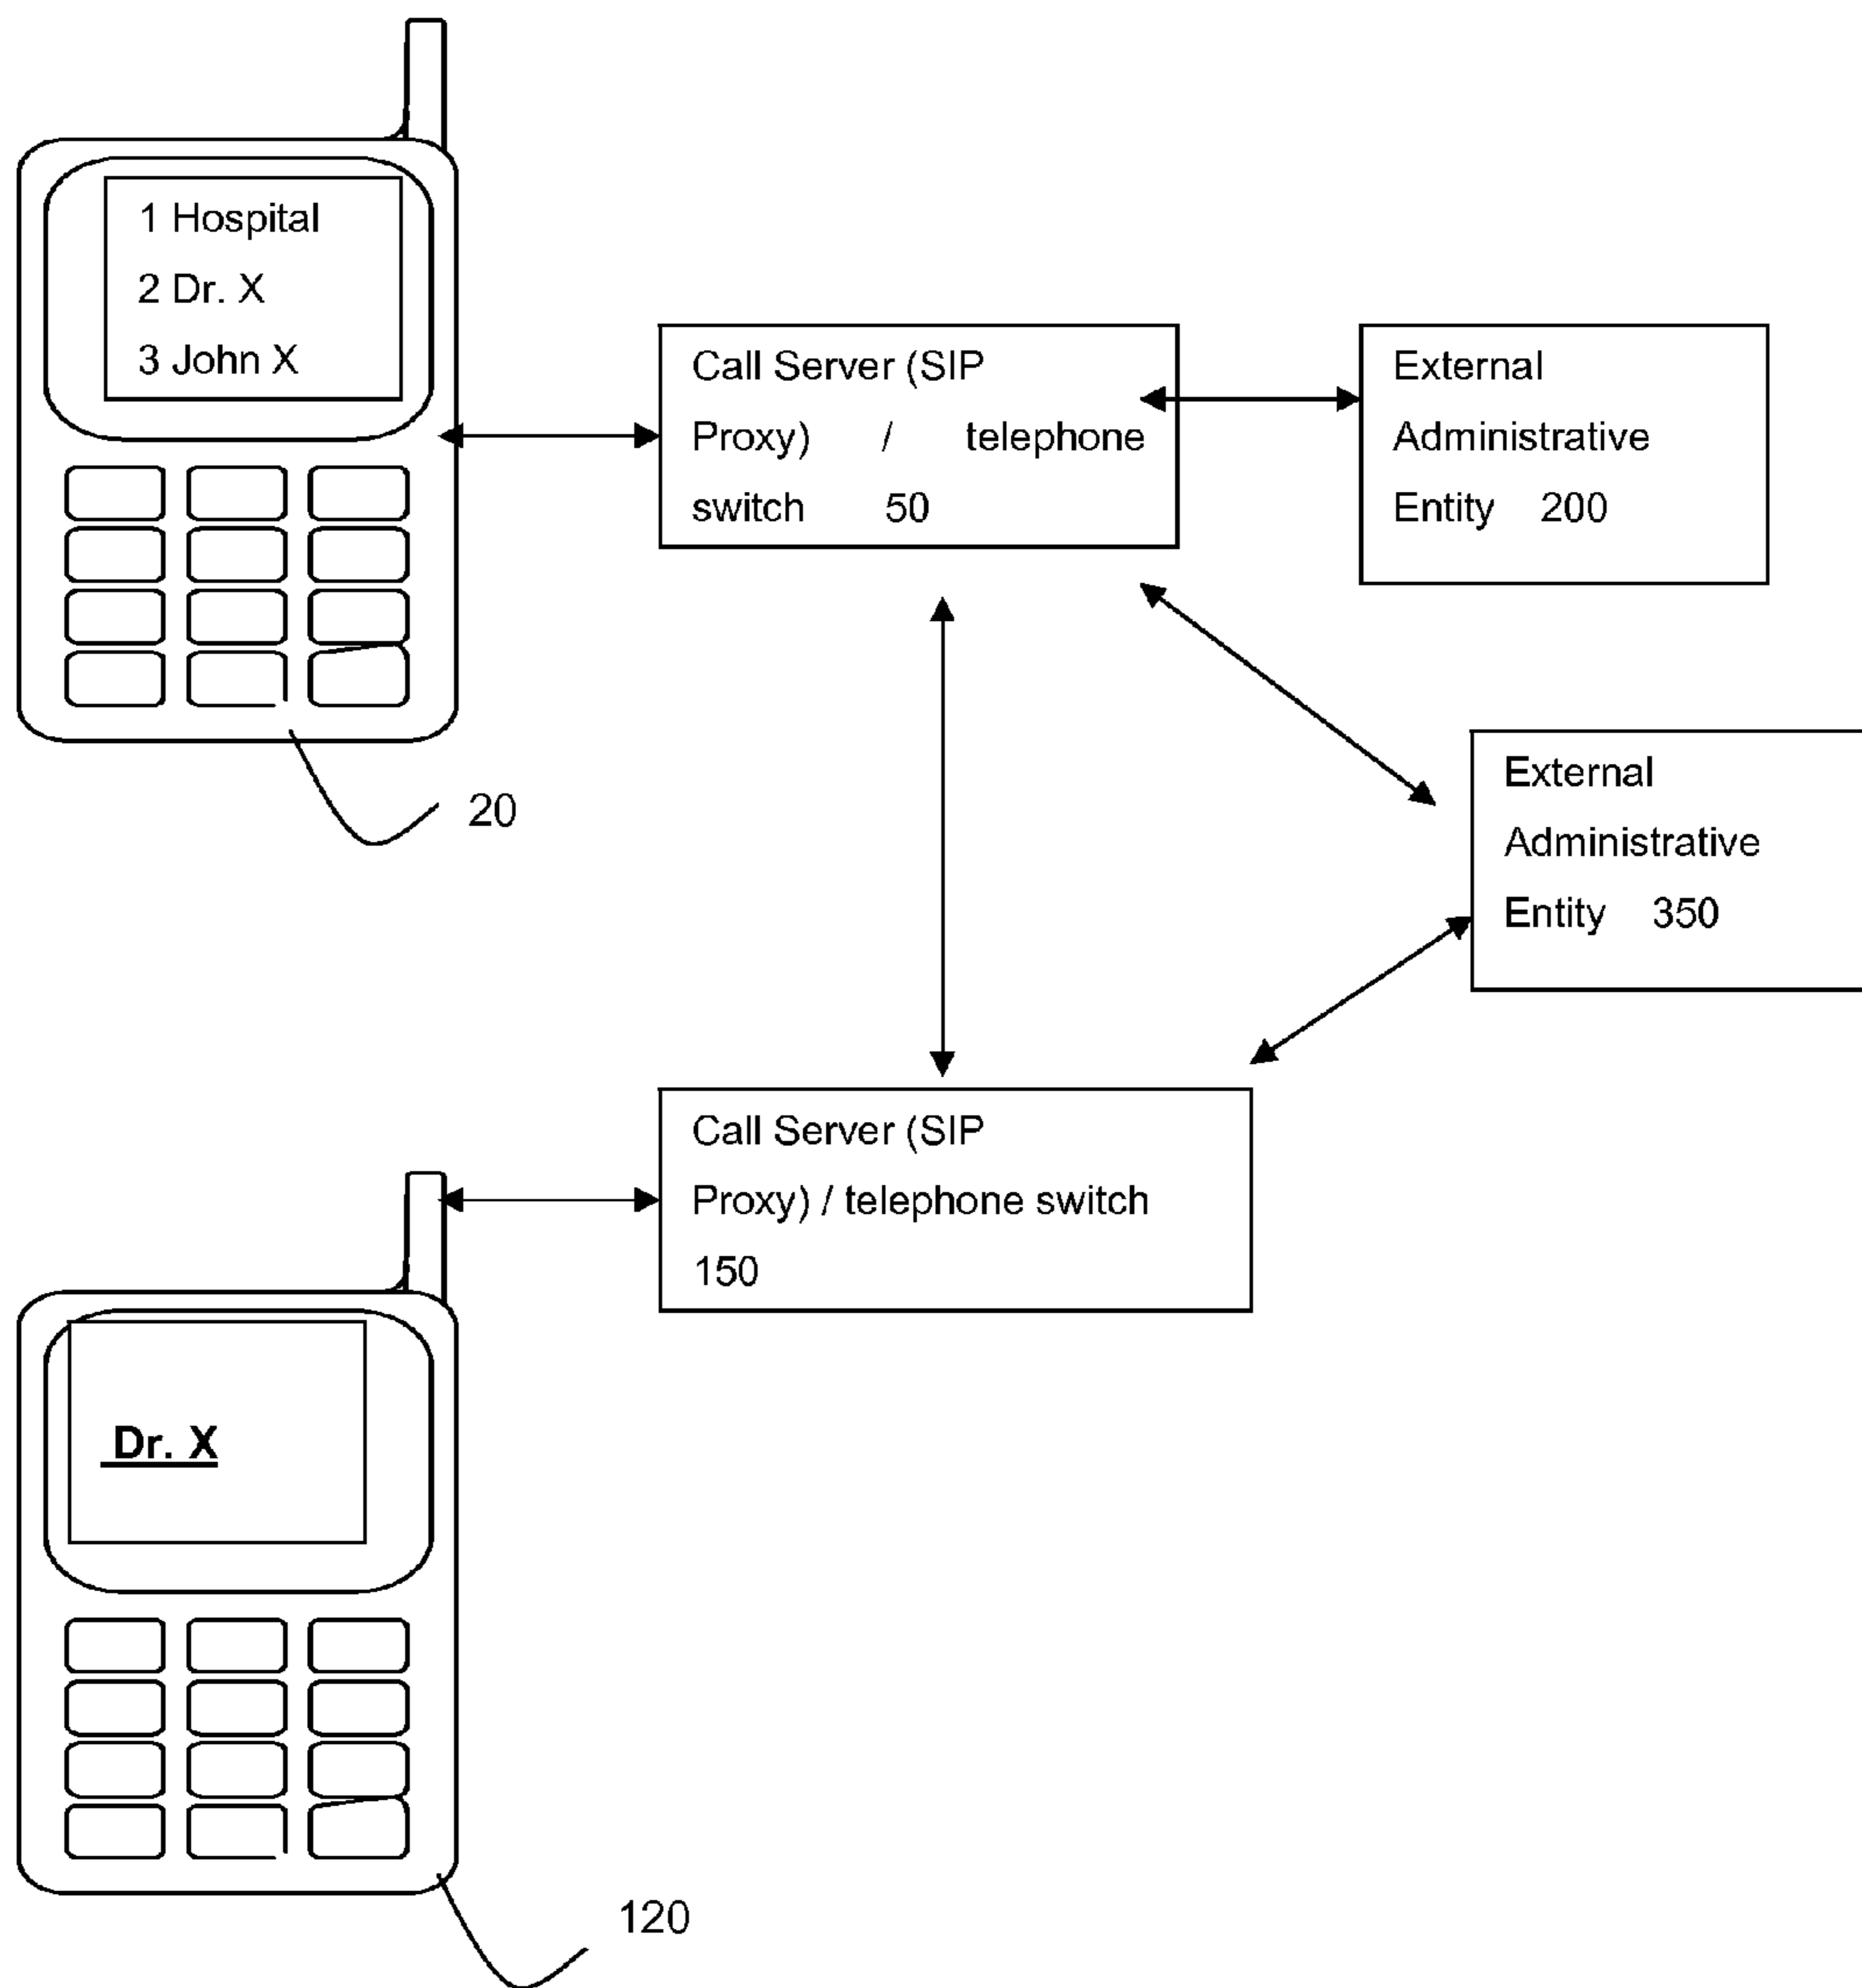 1 Hospital
2 Dr. X
3 John X
Call Server (SIP
Proxy) / telephone
switch 50
External
Administrative
Entity 200
20
External
Administrative
Entity 350
Call Server (SIP
Proxy) / telephone switch
150
Dr. X
120